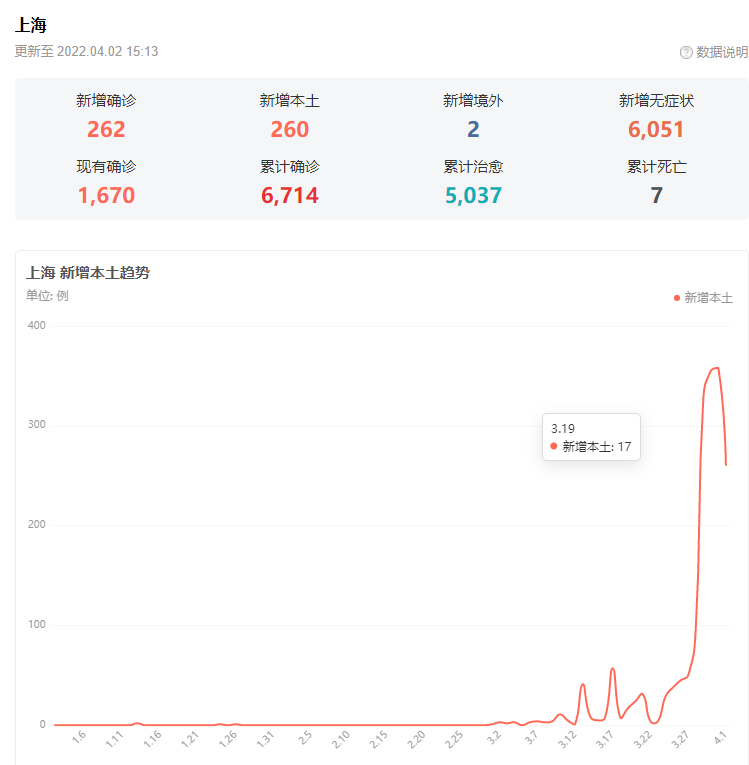 上海
更新至 2022.04.02 15:13
? 数据说明
新增确诊 新增本土 新增境外 新增无症状
262 260 2 6,051
现有确诊 累计确诊 累计治愈 累计死亡
1,670 6,714 5,037 7
上海 新增本土趋势
单位: 例
新增本土
400
300
3.19
新增本土: 17
200
100
0
1.6 1.11 1.16 1.21 1.26 1.31 2.5 2.10 2.15 2.20 2.25 3.2 3.7 3.12 3.17 3.22 3.27 4.1